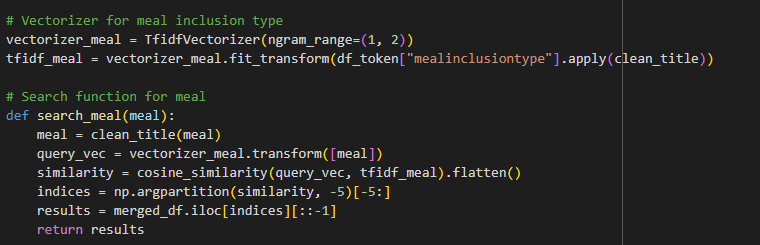 # Vectorizer for meal inclusion type
vectorizer_meal = TfidfVectorizer(ngram_range=(1, 2))
tfidf_meal = vectorizer_meal.fit_transform(df_token["mealinclusiontype"].apply(clean_title))
# Search function for meal
def search_meal(meal):
    meal = clean_title(meal)
    query_vec = vectorizer_meal.transform([meal])
    similarity = cosine_similarity(query_vec, tfidf_meal).flatten()
    indices = np.argpartition(similarity, -5)[-5:]
    results = merged_df.iloc[indices][::-1]
    return results